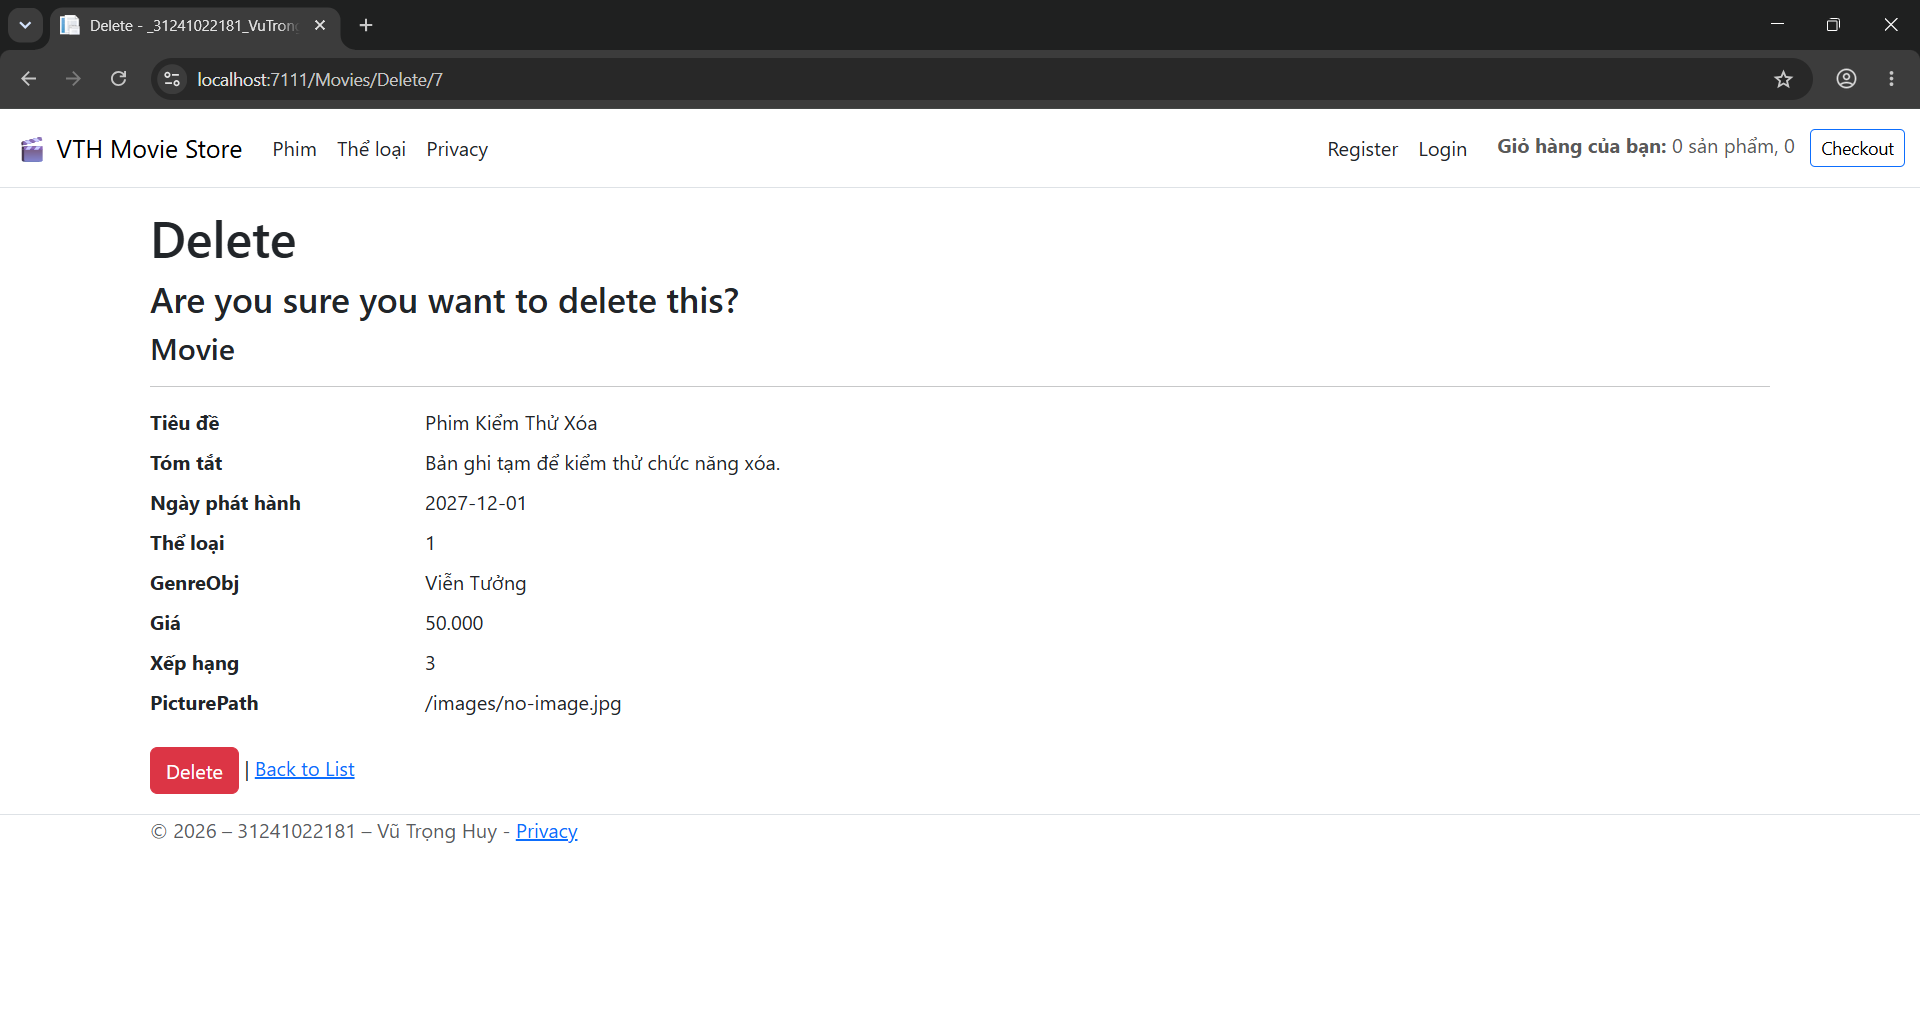 Delete - _31241022181_VuTron
localhost:7111/Movies/Delete/7
VTH Movie Store Phim Thể loại Privacy Register Login Giỏ hàng của bạn: 0 sản phẩm, 0 Checkout
Delete
Are you sure you want to delete this?
Movie
Tiêu đề Phim Kiểm Thử Xóa
Tóm tắt Bản ghi tạm để kiểm thử chức năng xóa.
Ngày phát hành 2027-12-01
Thể loại 1
GenreObj Viễn Tưởng
Giá 50.000
Xếp hạng 3
PicturePath /images/no-image.jpg
Delete | Back to List
© 2026 – 31241022181 – Vũ Trọng Huy - Privacy